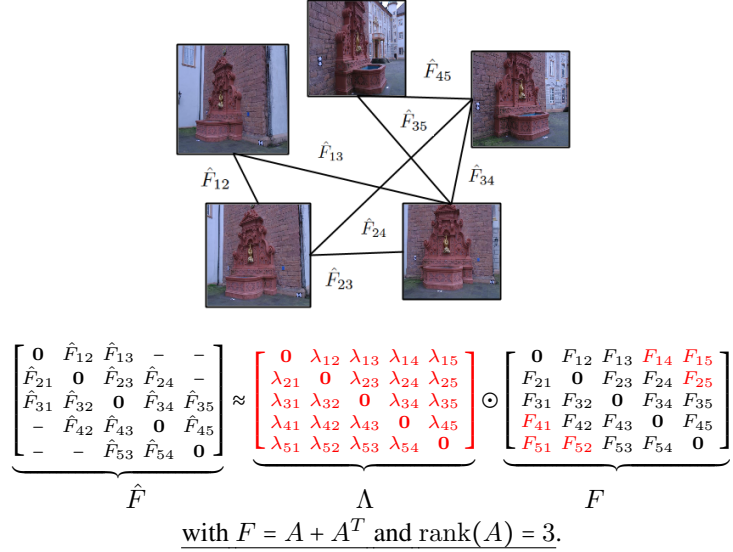 F̂₄₅
F̂₃₅
F̂₁₃
F̂₃₄
F̂₁₂
F̂₂₄
F̂₂₃
[ 0 F̂₁₂ F̂₁₃ – – ] [ 0 λ₁₂ λ₁₃ λ₁₄ λ₁₅ ] [ 0 F₁₂ F₁₃ F₁₄ F₁₅ ]
[ F̂₂₁ 0 F̂₂₃ F̂₂₄ - ] [ λ₂₁ 0 λ₂₃ λ₂₄ λ₂₅ ] [ F₂₁ 0 F₂₃ F₂₄ F₂₅ ]
[ F̂₃₁ F̂₃₂ 0 F̂₃₄ F̂₃₅ ] ≈ [ λ₃₁ λ₃₂ 0 λ₃₄ λ₃₅ ] ⊙ [ F₃₁ F₃₂ 0 F₃₄ F₃₅ ]
[ - F̂₄₂ F̂₄₃ 0 F̂₄₅ ] [ λ₄₁ λ₄₂ λ₄₃ 0 λ₄₅ ] [ F₄₁ F₄₂ F₄₃ 0 F₄₅ ]
[ – – F̂₅₃ F̂₅₄ 0 ] [ λ₅₁ λ₅₂ λ₅₃ λ₅₄ 0 ] [ F₅₁ F₅₂ F₅₃ F₅₄ 0 ]
F̂ Λ F
with F = A + Aᵀ and rank(A) = 3.